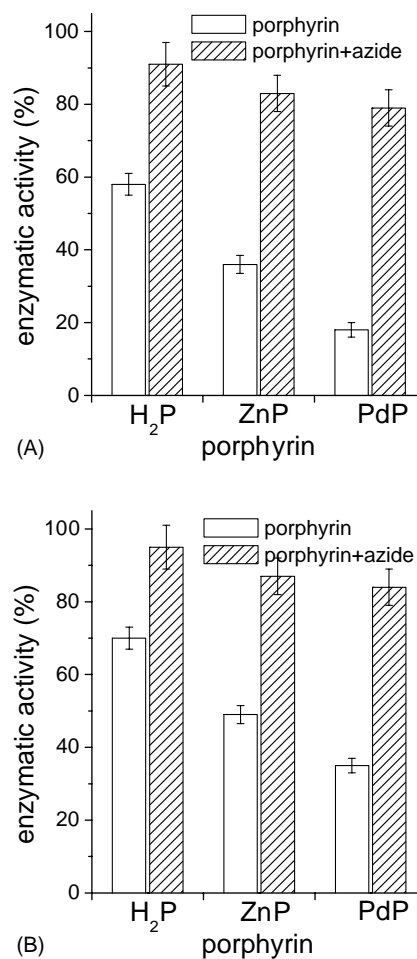 100
porphyrin
porphyrin+azide
80
60
40
20
0
enzymatic activity (%)
H₂P ZnP PdP
(A) porphyrin
100
porphyrin
porphyrin+azide
80
60
40
20
0
enzymatic activity (%)
H₂P ZnP PdP
(B) porphyrin